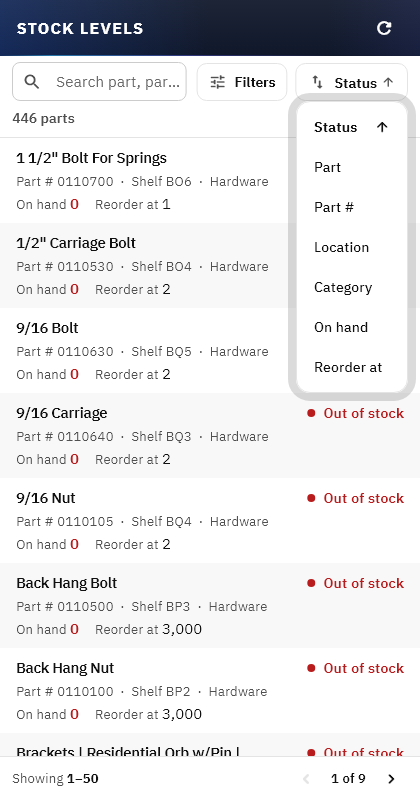 STOCK LEVELS
Search part, par...
Filters
Status
446 parts
Status
Part
Part #
Location
Category
On hand
Reorder at
1 1/2" Bolt For Springs
Part # 0110700 · Shelf BO6 · Hardware
On hand 0 Reorder at 1
1/2" Carriage Bolt
Part # 0110530 · Shelf BO4 · Hardware
On hand 0 Reorder at 2
9/16 Bolt
Part # 0110630 · Shelf BQ5 · Hardware
On hand 0 Reorder at 2
9/16 Carriage
Out of stock
Part # 0110640 · Shelf BQ3 · Hardware
On hand 0 Reorder at 2
9/16 Nut
Out of stock
Part # 0110105 · Shelf BQ4 · Hardware
On hand 0 Reorder at 2
Back Hang Bolt
Out of stock
Part # 0110500 · Shelf BP3 · Hardware
On hand 0 Reorder at 3,000
Back Hang Nut
Out of stock
Part # 0110100 · Shelf BP2 · Hardware
On hand 0 Reorder at 3,000
Brackets | Residential Orb w/Pin |
Out of stock
Showing 1–50
1 of 9